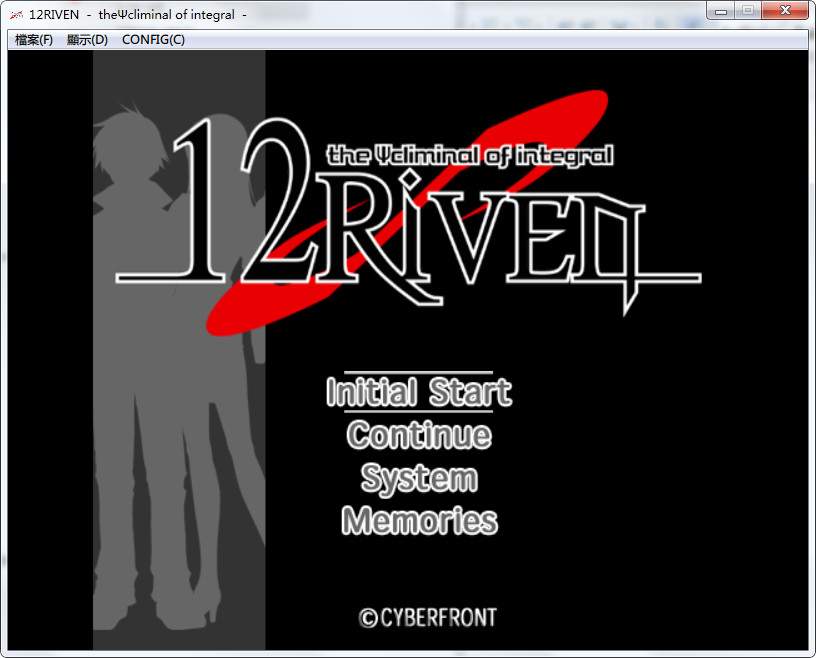 12RIVEN - theΨcliminal of integral -
檔案(F) 顯示(D) CONFIG(C)
the Ψcliminal of integral
12RIVEN
Initial Start
Continue
System
Memories
©CYBERFRONT